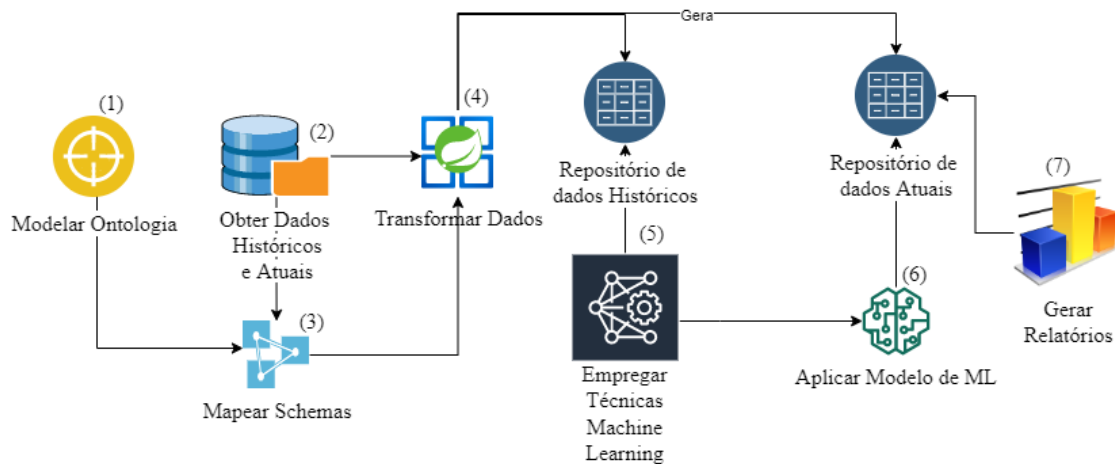 Gera
(1)
(2)
(4)
Modelar Ontologia
Obter Dados
Históricos
e Atuais
Transformar Dados
Repositório de
dados Históricos
Repositório de
dados Atuais
(7)
(3)
(5)
(6)
Mapear Schemas
Empregar
Técnicas
Machine
Learning
Aplicar Modelo de ML
Gerar
Relatórios